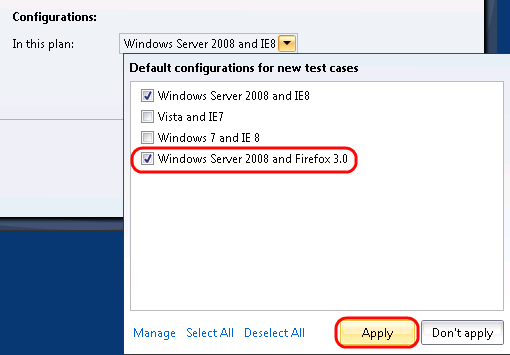 Configurations:
In this plan: Windows Server 2008 and IE8
Default configurations for new test cases
Windows Server 2008 and IE8
Vista and IE7
Windows 7 and IE 8
Windows Server 2008 and Firefox 3.0
Manage Select All Deselect All Apply Don't apply